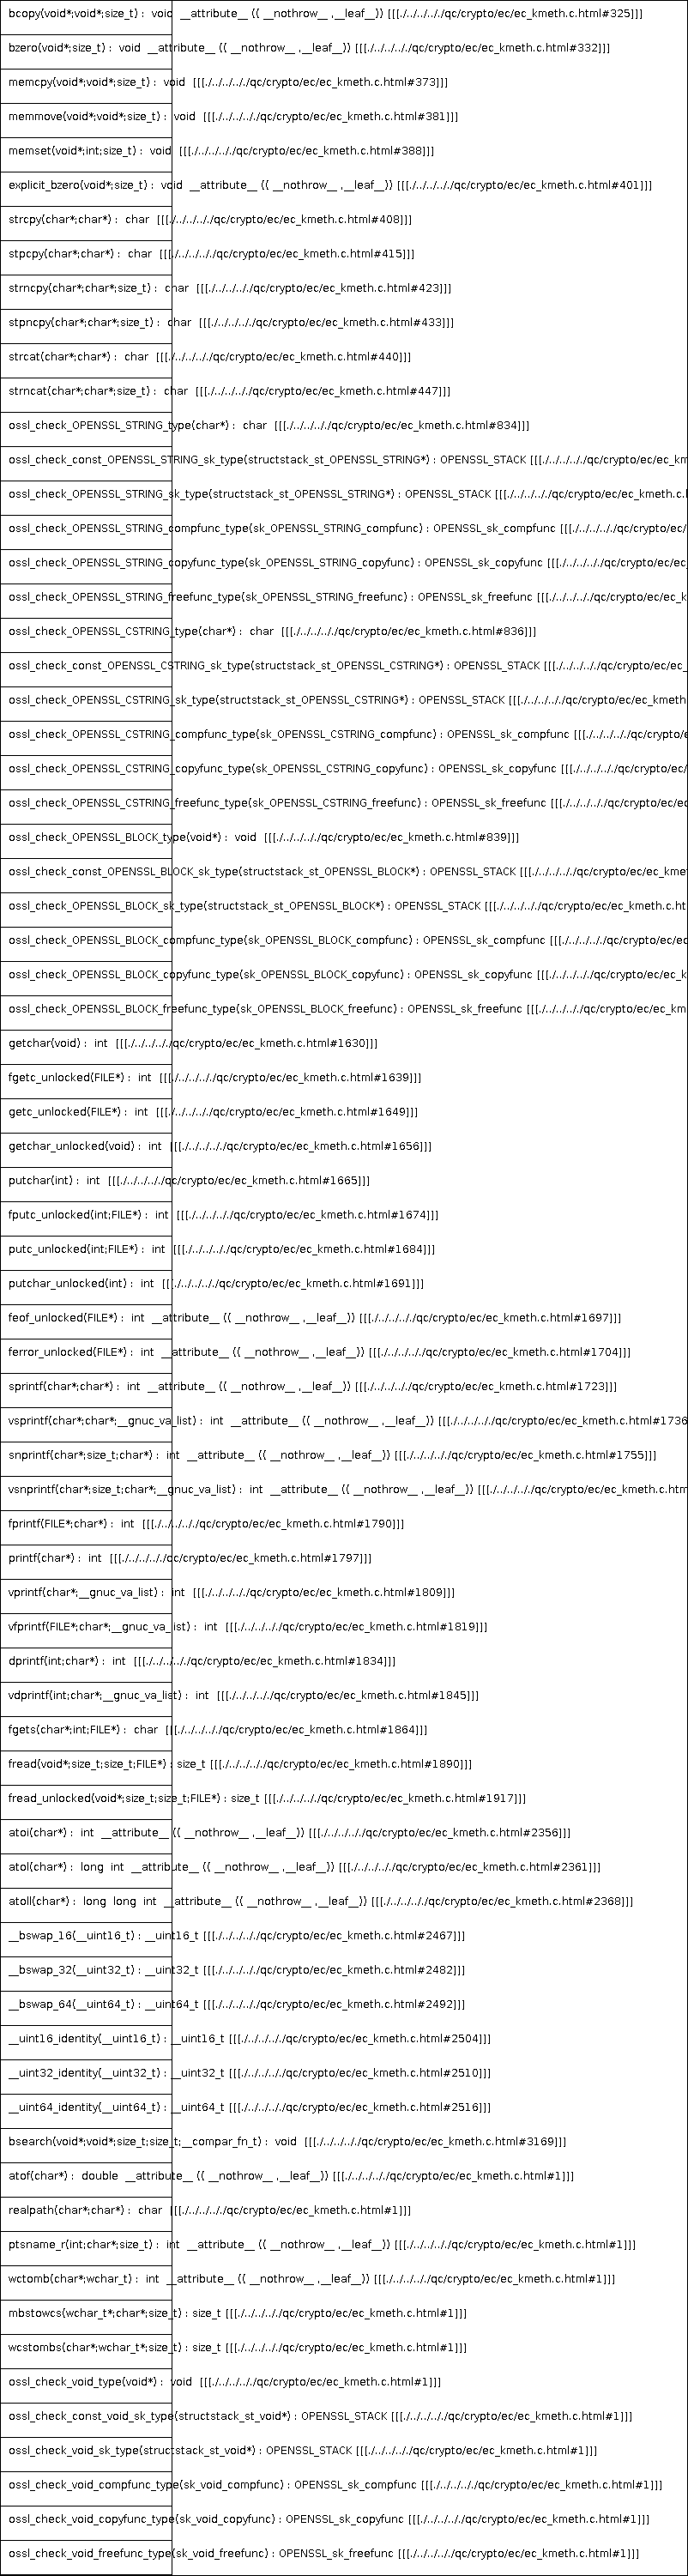 bcopy(void*;void*;size_t) : void __attribute__ (( __nothrow__ ,__leaf__)) [[[./../../../qc/crypto/ec/ec_kmeth.c.html#325]]]
bzero(void*;size_t) : void __attribute__ (( __nothrow__ ,__leaf__)) [[[./../../../qc/crypto/ec/ec_kmeth.c.html#332]]]
memcpy(void*;void*;size_t) : void [[[./../../../qc/crypto/ec/ec_kmeth.c.html#373]]]
memmove(void*;void*;size_t) : void [[[./../../../qc/crypto/ec/ec_kmeth.c.html#381]]]
memset(void*;int;size_t) : void [[[./../../../qc/crypto/ec/ec_kmeth.c.html#388]]]
explicit_bzero(void*;size_t) : void __attribute__ (( __nothrow__ ,__leaf__)) [[[./../../../qc/crypto/ec/ec_kmeth.c.html#401]]]
strcpy(char*;char*) : char [[[./../../../qc/crypto/ec/ec_kmeth.c.html#408]]]
stpcpy(char*;char*) : char [[[./../../../qc/crypto/ec/ec_kmeth.c.html#415]]]
strncpy(char*;char*;size_t) : char [[[./../../../qc/crypto/ec/ec_kmeth.c.html#423]]]
stpncpy(char*;char*;size_t) : char [[[./../../../qc/crypto/ec/ec_kmeth.c.html#433]]]
strcat(char*;char*) : char [[[./../../../qc/crypto/ec/ec_kmeth.c.html#440]]]
strncat(char*;char*;size_t) : char [[[./../../../qc/crypto/ec/ec_kmeth.c.html#447]]]
ossl_check_OPENSSL_STRING_type(char*) : char [[[./../../../qc/crypto/ec/ec_kmeth.c.html#834]]]
ossl_check_const_OPENSSL_STRING_sk_type(structstack_st_OPENSSL_STRING*) : OPENSSL_STACK [[[./../../../qc/crypto/ec/ec_km
ossl_check_OPENSSL_STRING_sk_type(structstack_st_OPENSSL_STRING*) : OPENSSL_STACK [[[./../../../qc/crypto/ec/ec_kmeth.c.
ossl_check_OPENSSL_STRING_compfunc_type(sk_OPENSSL_STRING_compfunc) : OPENSSL_sk_compfunc [[[./../../../qc/crypto/ec/
ossl_check_OPENSSL_STRING_copyfunc_type(sk_OPENSSL_STRING_copyfunc) : OPENSSL_sk_copyfunc [[[./../../../qc/crypto/ec/ec_
ossl_check_OPENSSL_STRING_freefunc_type(sk_OPENSSL_STRING_freefunc) : OPENSSL_sk_freefunc [[[./../../../qc/crypto/ec/ec_k
ossl_check_OPENSSL_CSTRING_type(char*) : char [[[./../../../qc/crypto/ec/ec_kmeth.c.html#836]]]
ossl_check_const_OPENSSL_CSTRING_sk_type(structstack_st_OPENSSL_CSTRING*) : OPENSSL_STACK [[[./../../../qc/crypto/ec/ec_
ossl_check_OPENSSL_CSTRING_sk_type(structstack_st_OPENSSL_CSTRING*) : OPENSSL_STACK [[[./../../../qc/crypto/ec/ec_kmeth
ossl_check_OPENSSL_CSTRING_compfunc_type(sk_OPENSSL_CSTRING_compfunc) : OPENSSL_sk_compfunc [[[./../../../qc/crypto/e
ossl_check_OPENSSL_CSTRING_copyfunc_type(sk_OPENSSL_CSTRING_copyfunc) : OPENSSL_sk_copyfunc [[[./../../../qc/crypto/ec/
ossl_check_OPENSSL_CSTRING_freefunc_type(sk_OPENSSL_CSTRING_freefunc) : OPENSSL_sk_freefunc [[[./../../../qc/crypto/ec/ec
ossl_check_OPENSSL_BLOCK_type(void*) : void [[[./../../../qc/crypto/ec/ec_kmeth.c.html#839]]]
ossl_check_const_OPENSSL_BLOCK_sk_type(structstack_st_OPENSSL_BLOCK*) : OPENSSL_STACK [[[./../../../qc/crypto/ec/ec_kme
ossl_check_OPENSSL_BLOCK_sk_type(structstack_st_OPENSSL_BLOCK*) : OPENSSL_STACK [[[./../../../qc/crypto/ec/ec_kmeth.c.ht
ossl_check_OPENSSL_BLOCK_compfunc_type(sk_OPENSSL_BLOCK_compfunc) : OPENSSL_sk_compfunc [[[./../../../qc/crypto/ec/ec
ossl_check_OPENSSL_BLOCK_copyfunc_type(sk_OPENSSL_BLOCK_copyfunc) : OPENSSL_sk_copyfunc [[[./../../../qc/crypto/ec/ec_k
ossl_check_OPENSSL_BLOCK_freefunc_type(sk_OPENSSL_BLOCK_freefunc) : OPENSSL_sk_freefunc [[[./../../../qc/crypto/ec/ec_km
getchar(void) : int [[[./../../../qc/crypto/ec/ec_kmeth.c.html#1630]]]
fgetc_unlocked(FILE*) : int [[[./../../../qc/crypto/ec/ec_kmeth.c.html#1639]]]
getc_unlocked(FILE*) : int [[[./../../../qc/crypto/ec/ec_kmeth.c.html#1649]]]
getchar_unlocked(void) : int [[[./../../../qc/crypto/ec/ec_kmeth.c.html#1656]]]
putchar(int) : int [[[./../../../qc/crypto/ec/ec_kmeth.c.html#1665]]]
fputc_unlocked(int;FILE*) : int [[[./../../../qc/crypto/ec/ec_kmeth.c.html#1674]]]
putc_unlocked(int;FILE*) : int [[[./../../../qc/crypto/ec/ec_kmeth.c.html#1684]]]
putchar_unlocked(int) : int [[[./../../../qc/crypto/ec/ec_kmeth.c.html#1691]]]
feof_unlocked(FILE*) : int __attribute__ (( __nothrow__ ,__leaf__)) [[[./../../../qc/crypto/ec/ec_kmeth.c.html#1697]]]
ferror_unlocked(FILE*) : int __attribute__ (( __nothrow__ ,__leaf__)) [[[./../../../qc/crypto/ec/ec_kmeth.c.html#1704]]]
sprintf(char*;char*) : int __attribute__ (( __nothrow__ ,__leaf__)) [[[./../../../qc/crypto/ec/ec_kmeth.c.html#1723]]]
vsprintf(char*;char*;__gnuc_va_list) : int __attribute__ (( __nothrow__ ,__leaf__)) [[[./../../../qc/crypto/ec/ec_kmeth.c.html#1736
snprintf(char*;size_t;char*) : int __attribute__ (( __nothrow__ ,__leaf__)) [[[./../../../qc/crypto/ec/ec_kmeth.c.html#1755]]]
vsnprintf(char*;size_t;char*;__gnuc_va_list) : int __attribute__ (( __nothrow__ ,__leaf__)) [[[./../../../qc/crypto/ec/ec_kmeth.c.htm
fprintf(FILE*;char*) : int [[[./../../../qc/crypto/ec/ec_kmeth.c.html#1790]]]
printf(char*) : int [[[./../../../qc/crypto/ec/ec_kmeth.c.html#1797]]]
vprintf(char*;__gnuc_va_list) : int [[[./../../../qc/crypto/ec/ec_kmeth.c.html#1809]]]
vfprintf(FILE*;char*;__gnuc_va_list) : int [[[./../../../qc/crypto/ec/ec_kmeth.c.html#1819]]]
dprintf(int;char*) : int [[[./../../../qc/crypto/ec/ec_kmeth.c.html#1834]]]
vdprintf(int;char*;__gnuc_va_list) : int [[[./../../../qc/crypto/ec/ec_kmeth.c.html#1845]]]
fgets(char*;int;FILE*) : char [[[./../../../qc/crypto/ec/ec_kmeth.c.html#1864]]]
fread(void*;size_t;size_t;FILE*) : size_t [[[./../../../qc/crypto/ec/ec_kmeth.c.html#1890]]]
fread_unlocked(void*;size_t;size_t;FILE*) : size_t [[[./../../../qc/crypto/ec/ec_kmeth.c.html#1917]]]
atoi(char*) : int __attribute__ (( __nothrow__ ,__leaf__)) [[[./../../../qc/crypto/ec/ec_kmeth.c.html#2356]]]
atol(char*) : long int __attribute__ (( __nothrow__ ,__leaf__)) [[[./../../../qc/crypto/ec/ec_kmeth.c.html#2361]]]
atoll(char*) : long long int __attribute__ (( __nothrow__ ,__leaf__)) [[[./../../../qc/crypto/ec/ec_kmeth.c.html#2368]]]
__bswap_16(__uint16_t) : __uint16_t [[[./../../../qc/crypto/ec/ec_kmeth.c.html#2467]]]
__bswap_32(__uint32_t) : __uint32_t [[[./../../../qc/crypto/ec/ec_kmeth.c.html#2482]]]
__bswap_64(__uint64_t) : __uint64_t [[[./../../../qc/crypto/ec/ec_kmeth.c.html#2492]]]
__uint16_identity(__uint16_t) : __uint16_t [[[./../../../qc/crypto/ec/ec_kmeth.c.html#2504]]]
__uint32_identity(__uint32_t) : __uint32_t [[[./../../../qc/crypto/ec/ec_kmeth.c.html#2510]]]
__uint64_identity(__uint64_t) : __uint64_t [[[./../../../qc/crypto/ec/ec_kmeth.c.html#2516]]]
bsearch(void*;void*;size_t;size_t;__compar_fn_t) : void [[[./../../../qc/crypto/ec/ec_kmeth.c.html#3169]]]
atof(char*) : double __attribute__ (( __nothrow__ ,__leaf__)) [[[./../../../qc/crypto/ec/ec_kmeth.c.html#1]]]
realpath(char*;char*) : char [[[./../../../qc/crypto/ec/ec_kmeth.c.html#1]]]
ptsname_r(int;char*;size_t) : int __attribute__ (( __nothrow__ ,__leaf__)) [[[./../../../qc/crypto/ec/ec_kmeth.c.html#1]]]
wctomb(char*;wchar_t) : int __attribute__ (( __nothrow__ ,__leaf__)) [[[./../../../qc/crypto/ec/ec_kmeth.c.html#1]]]
mbstowcs(wchar_t*;char*;size_t) : size_t [[[./../../../qc/crypto/ec/ec_kmeth.c.html#1]]]
wcstombs(char*;wchar_t*;size_t) : size_t [[[./../../../qc/crypto/ec/ec_kmeth.c.html#1]]]
ossl_check_void_type(void*) : void [[[./../../../qc/crypto/ec/ec_kmeth.c.html#1]]]
ossl_check_const_void_sk_type(structstack_st_void*) : OPENSSL_STACK [[[./../../../qc/crypto/ec/ec_kmeth.c.html#1]]]
ossl_check_void_sk_type(structstack_st_void*) : OPENSSL_STACK [[[./../../../qc/crypto/ec/ec_kmeth.c.html#1]]]
ossl_check_void_compfunc_type(sk_void_compfunc) : OPENSSL_sk_compfunc [[[./../../../qc/crypto/ec/ec_kmeth.c.html#1]]]
ossl_check_void_copyfunc_type(sk_void_copyfunc) : OPENSSL_sk_copyfunc [[[./../../../qc/crypto/ec/ec_kmeth.c.html#1]]]
ossl_check_void_freefunc_type(sk_void_freefunc) : OPENSSL_sk_freefunc [[[./../../../qc/crypto/ec/ec_kmeth.c.html#1]]]